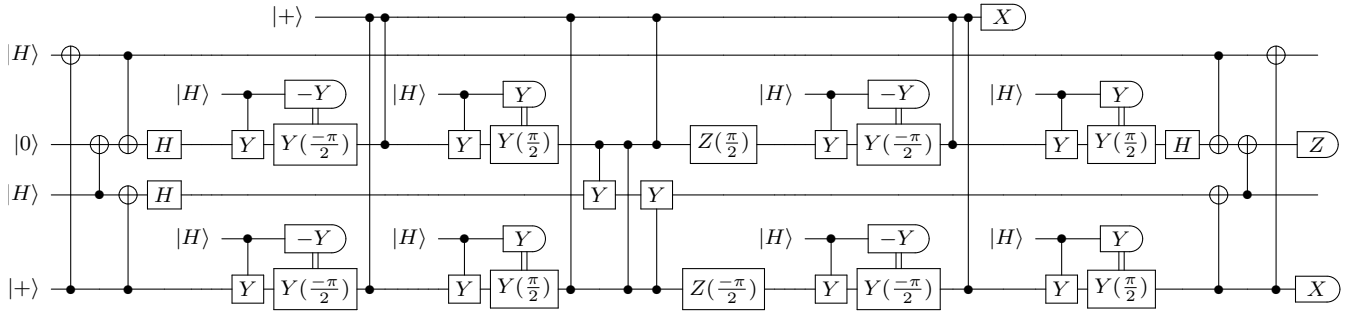 |+⟩ X
|H⟩
|H⟩ −Y |H⟩ Y |H⟩ −Y |H⟩ Y
|0⟩ H Y Y(−π/2) Y Y(π/2) Z(π/2) Y Y(−π/2) Y Y(π/2) H Z
|H⟩ H Y Y
|H⟩ −Y |H⟩ Y |H⟩ −Y |H⟩ Y
|+⟩ Y Y(−π/2) Y Y(π/2) Z(−π/2) Y Y(−π/2) Y Y(π/2) X